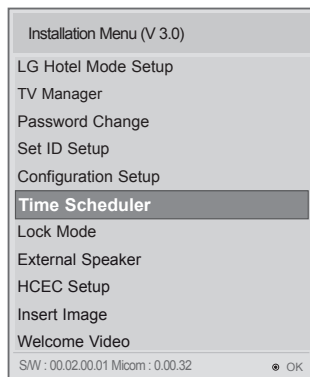 Installation Menu (V 3.0)
LG Hotel Mode Setup
TV Manager
Password Change
Set ID Setup
Configuration Setup
Time Scheduler
Lock Mode
External Speaker
HCEC Setup
Insert Image
Welcome Video
S/W : 00.02.00.01 Micom : 0.00.32 OK